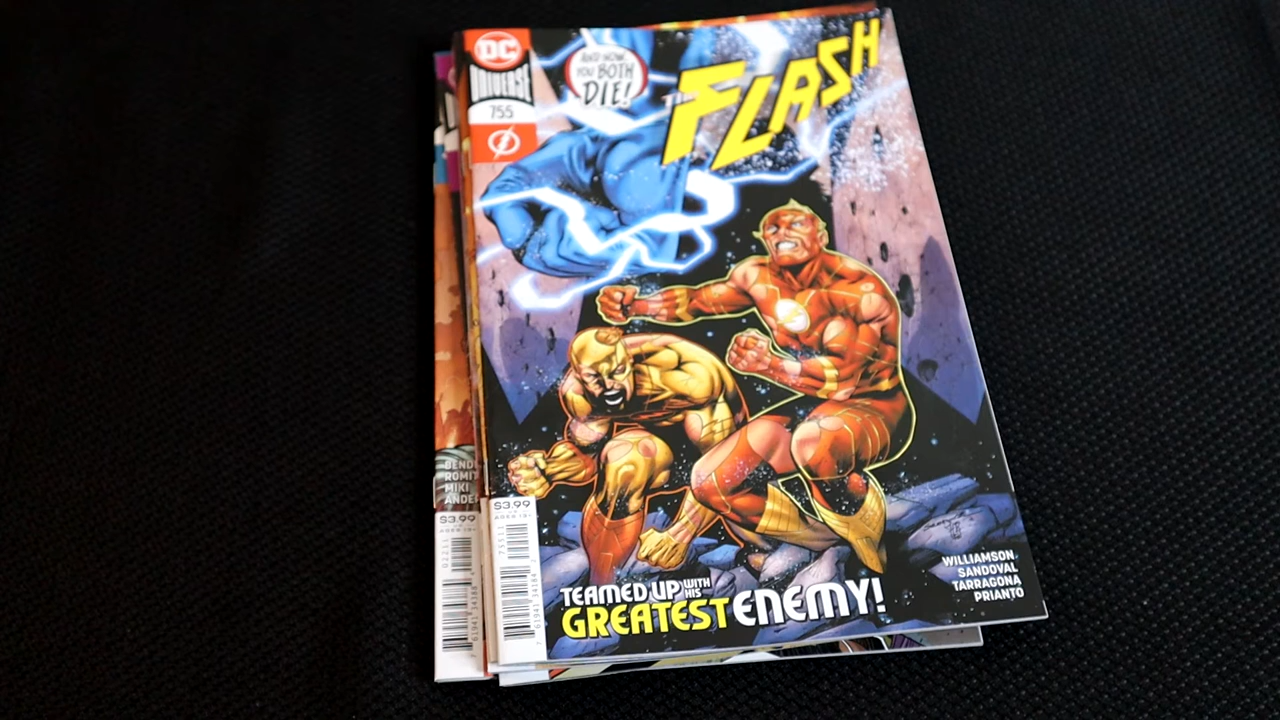 DC
UNIVERSE
755
AND NOW,
YOU BOTH
DIE!
THE
FLASH
BEND
ROMIT
MIKI
ANDE
$3.99
$3.99
TEAMED UP WITH HIS
GREATEST ENEMY!
WILLIAMSON
SANDOVAL
TARRAGONA
PRIANTO